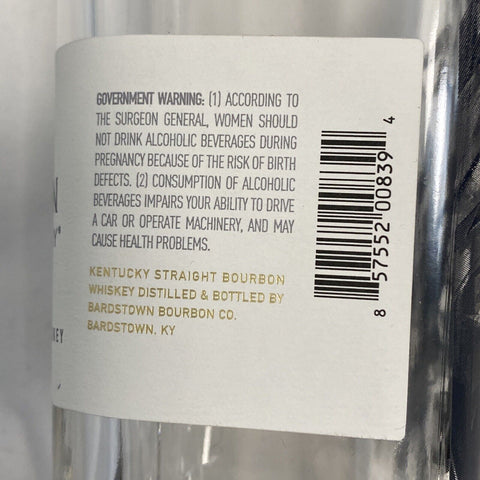 GOVERNMENT WARNING: (1) ACCORDING TO
THE SURGEON GENERAL, WOMEN SHOULD
NOT DRINK ALCOHOLIC BEVERAGES DURING
PREGNANCY BECAUSE OF THE RISK OF BIRTH
DEFECTS. (2) CONSUMPTION OF ALCOHOLIC
BEVERAGES IMPAIRS YOUR ABILITY TO DRIVE
A CAR OR OPERATE MACHINERY, AND MAY
CAUSE HEALTH PROBLEMS.
KENTUCKY STRAIGHT BOURBON
WHISKEY DISTILLED & BOTTLED BY
BARDSTOWN BOURBON CO.
BARDSTOWN, KY
8 57552 00839 4